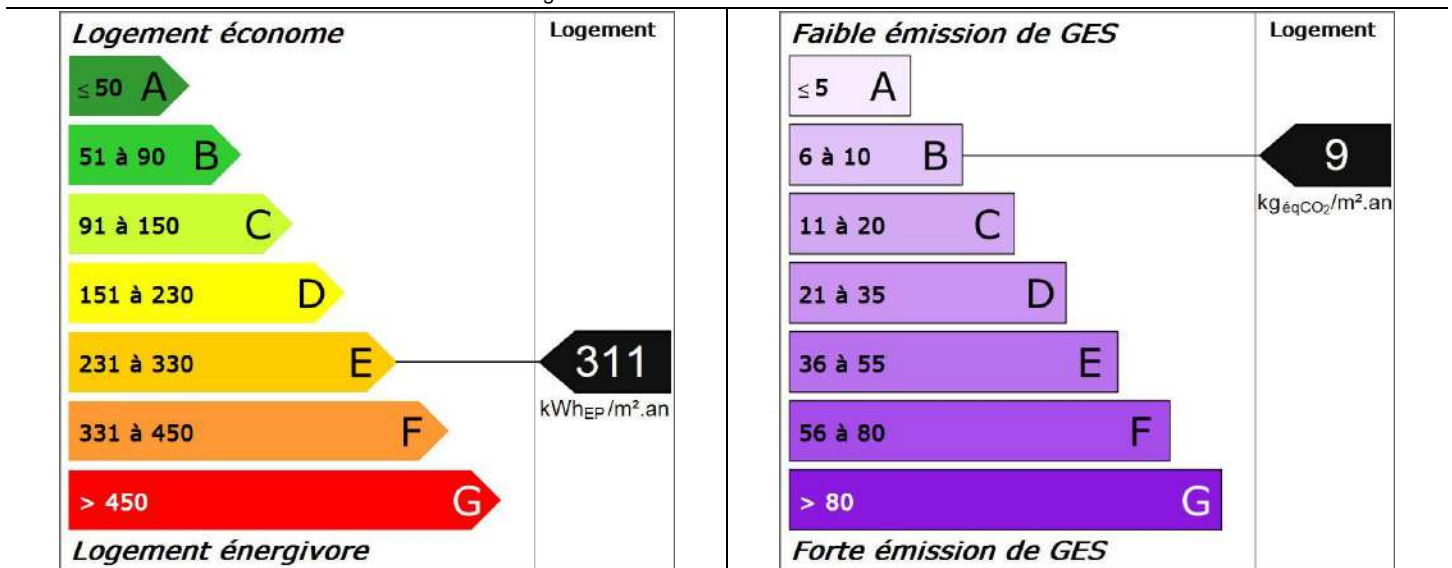 Logement économe
Logement
≤ 50 A
51 à 90 B
91 à 150 C
151 à 230 D
231 à 330 E
311
kWhEP/m².an
331 à 450 F
> 450 G
Logement énergivore
Faible émission de GES
Logement
≤ 5 A
6 à 10 B
9
kgéqCO2/m².an
11 à 20 C
21 à 35 D
36 à 55 E
56 à 80 F
> 80 G
Forte émission de GES